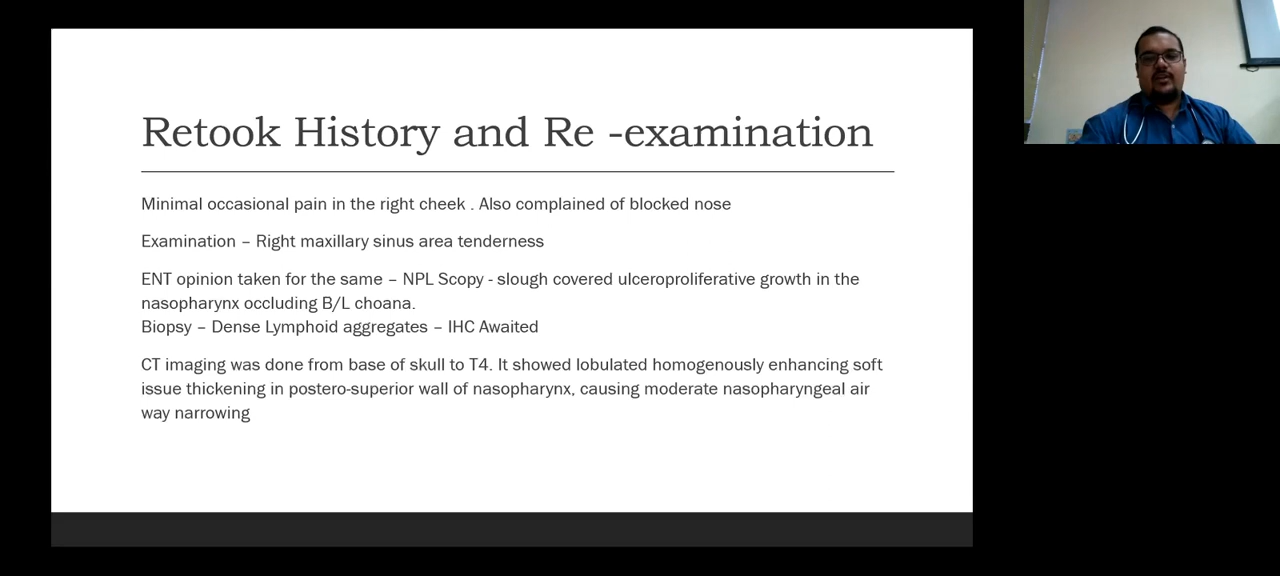 Retook History and Re -examination
Minimal occasional pain in the right cheek . Also complained of blocked nose
Examination – Right maxillary sinus area tenderness
ENT opinion taken for the same – NPL Scopy - slough covered ulceroproliferative growth in the
nasopharynx occluding B/L choana.
Biopsy – Dense Lymphoid aggregates – IHC Awaited
CT imaging was done from base of skull to T4. It showed lobulated homogenously enhancing soft
issue thickening in postero-superior wall of nasopharynx, causing moderate nasopharyngeal air
way narrowing